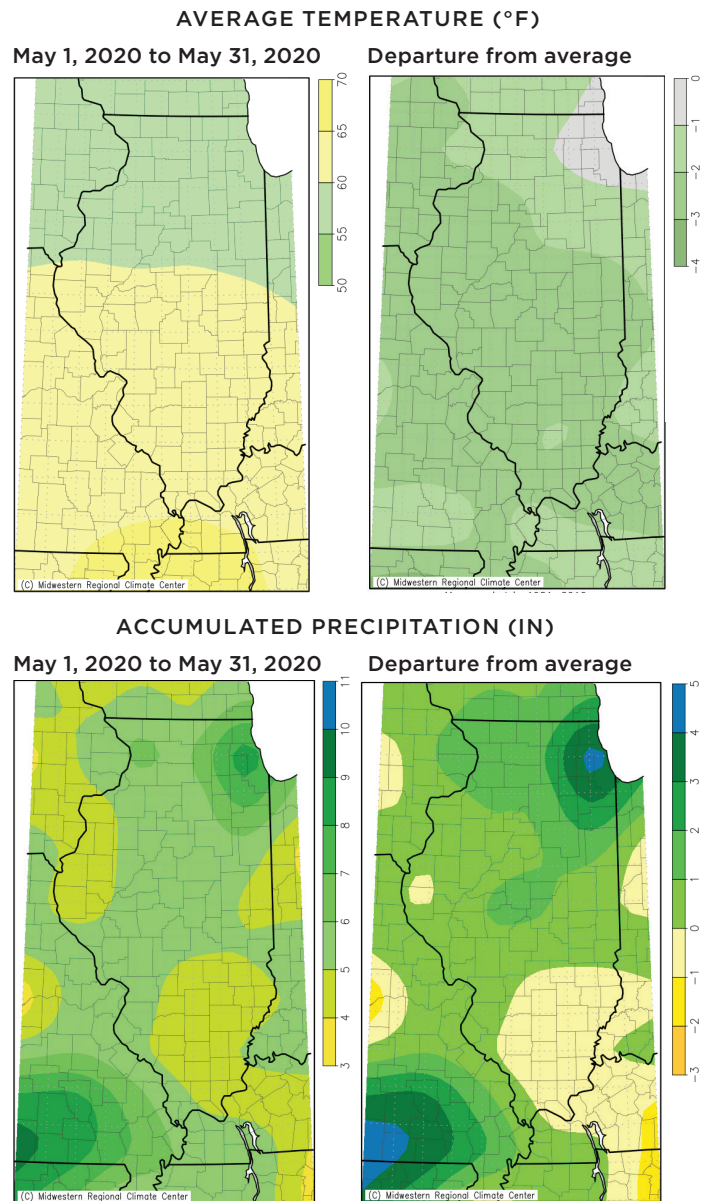 AVERAGE TEMPERATURE (°F)
May 1, 2020 to May 31, 2020
Departure from average
70
65
60
55
50
0
−1
−2
−3
−4
(C) Midwestern Regional Climate Center
(C) Midwestern Regional Climate Center
ACCUMULATED PRECIPITATION (IN)
May 1, 2020 to May 31, 2020
Departure from average
11
10
9
8
7
6
5
4
3
5
4
3
2
1
0
−1
−2
−3
(C) Midwestern Regional Climate Center
(C) Midwestern Regional Climate Center